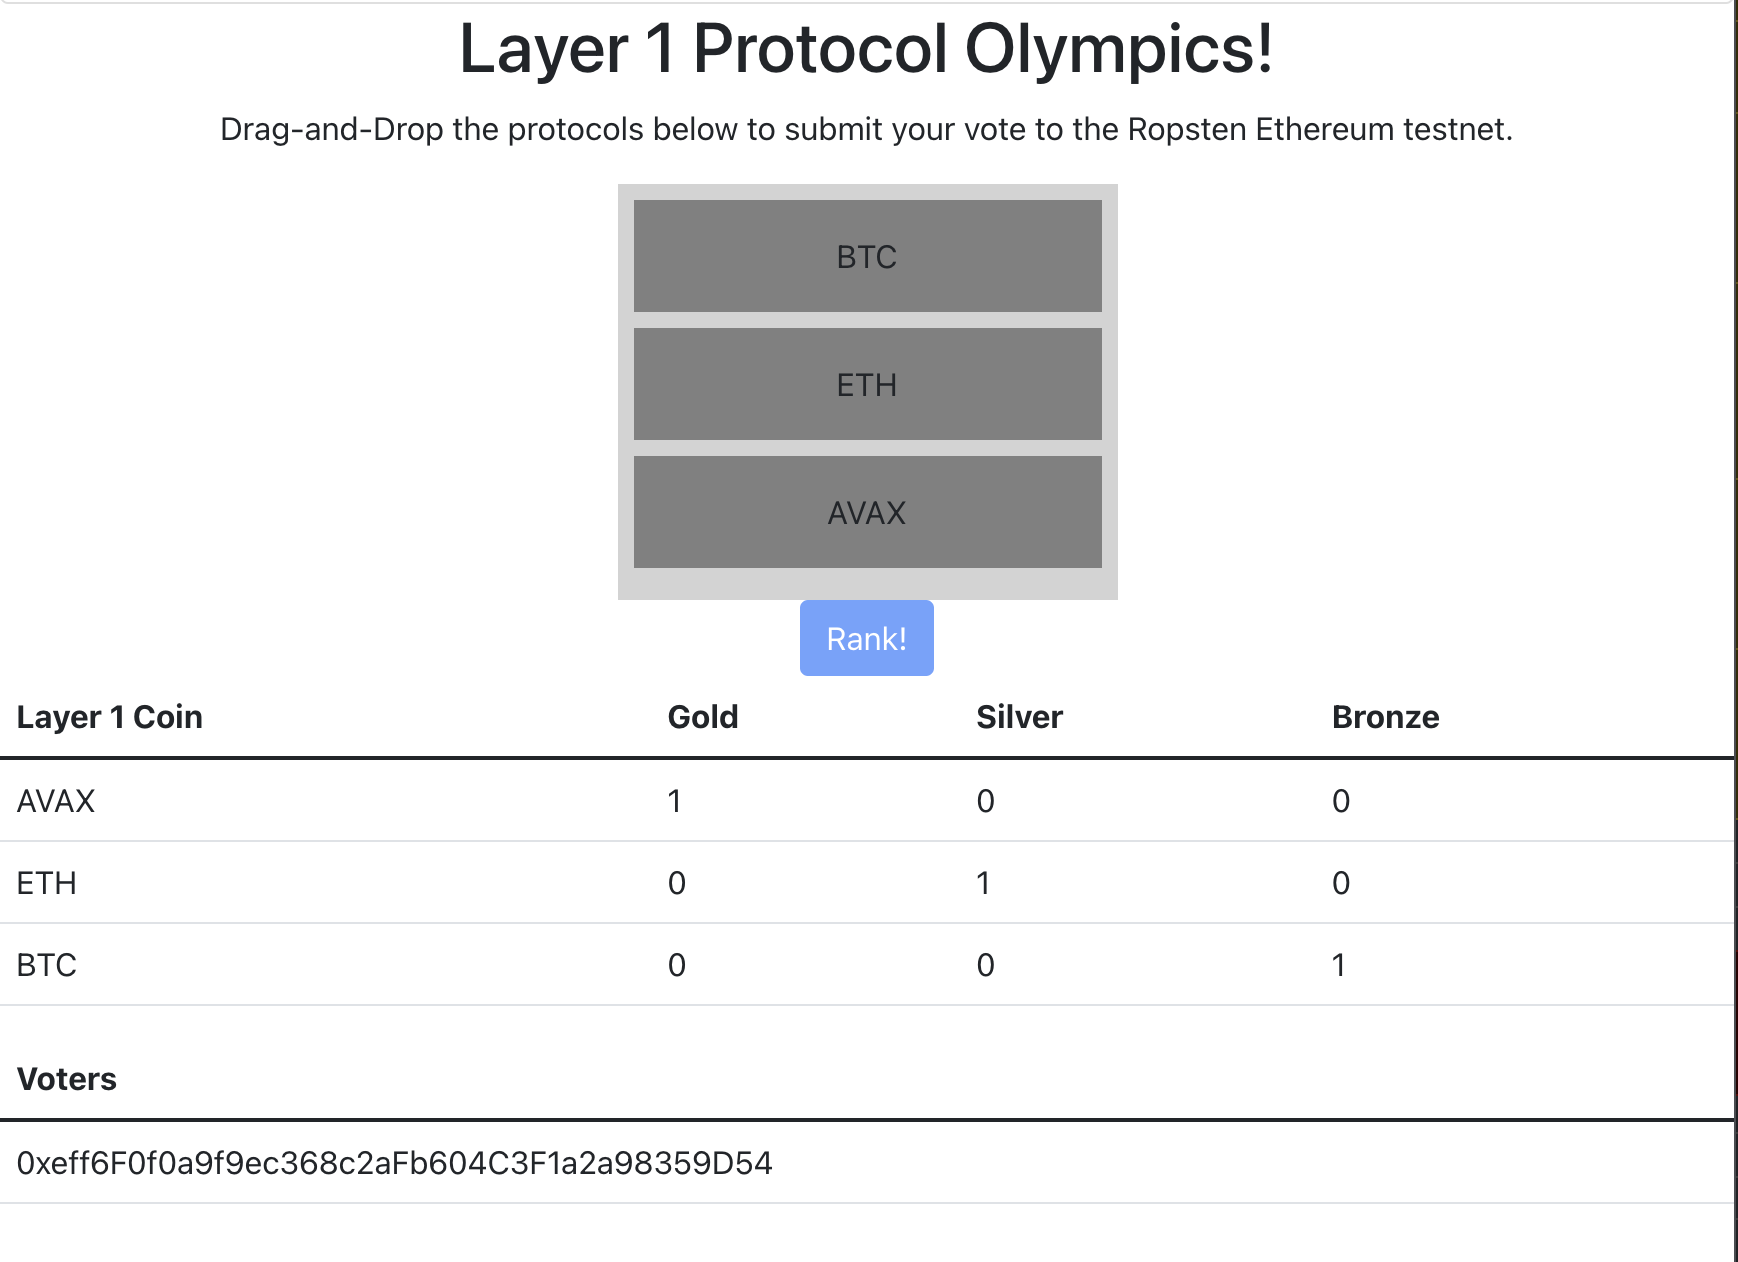 Layer 1 Protocol Olympics!
Drag-and-Drop the protocols below to submit your vote to the Ropsten Ethereum testnet.
BTC
ETH
AVAX
Rank!
Layer 1 Coin Gold Silver Bronze
AVAX 1 0 0
ETH 0 1 0
BTC 0 0 1
Voters
0xeff6F0f0a9f9ec368c2aFb604C3F1a2a98359D54